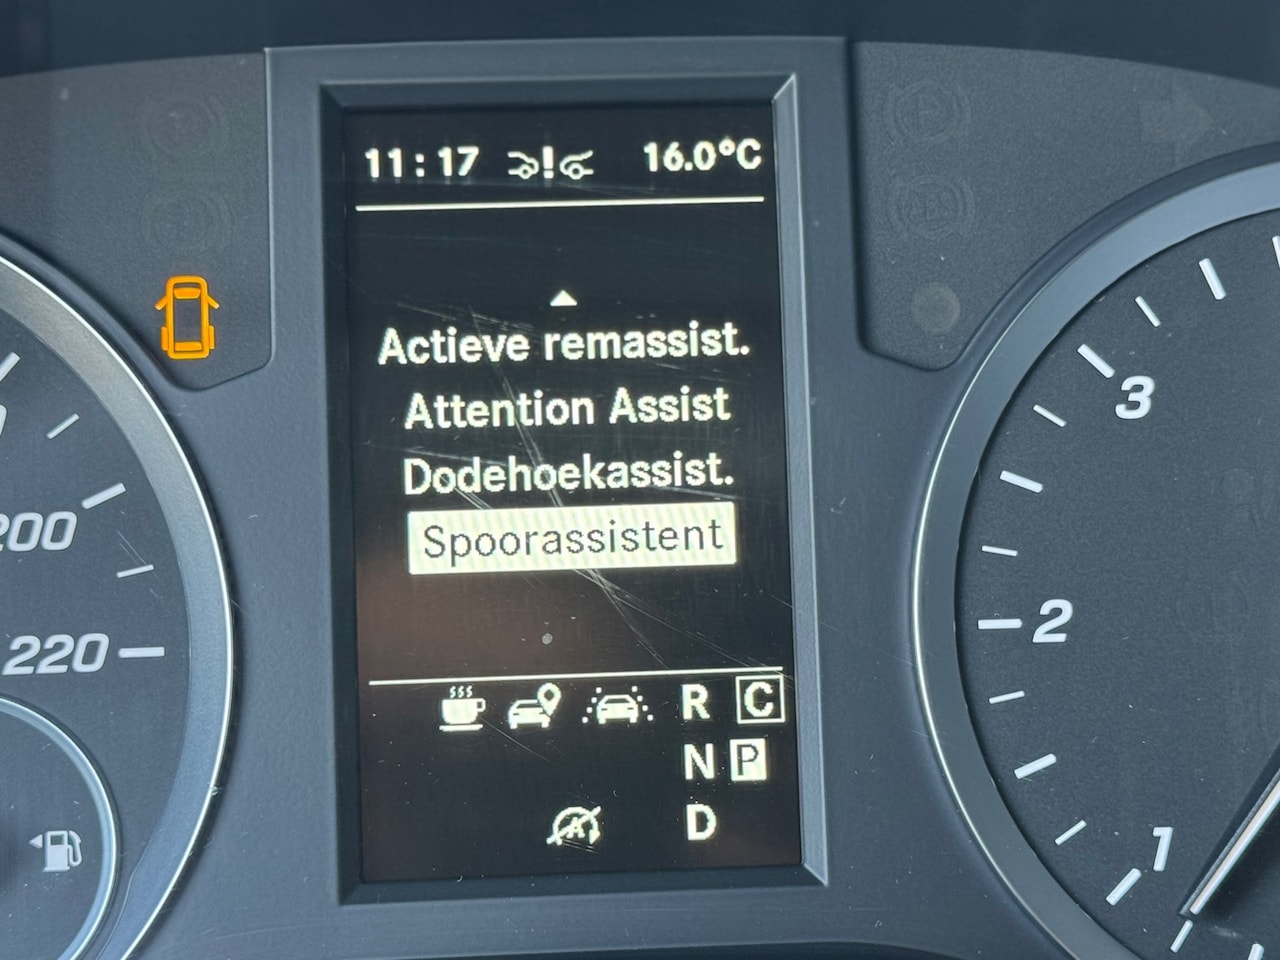 11:17 16.0°C
Actieve remassist.
Attention Assist
Dodehoekassist.
Spoorassistent
R C
N P
D
A
200
220
3
2
1